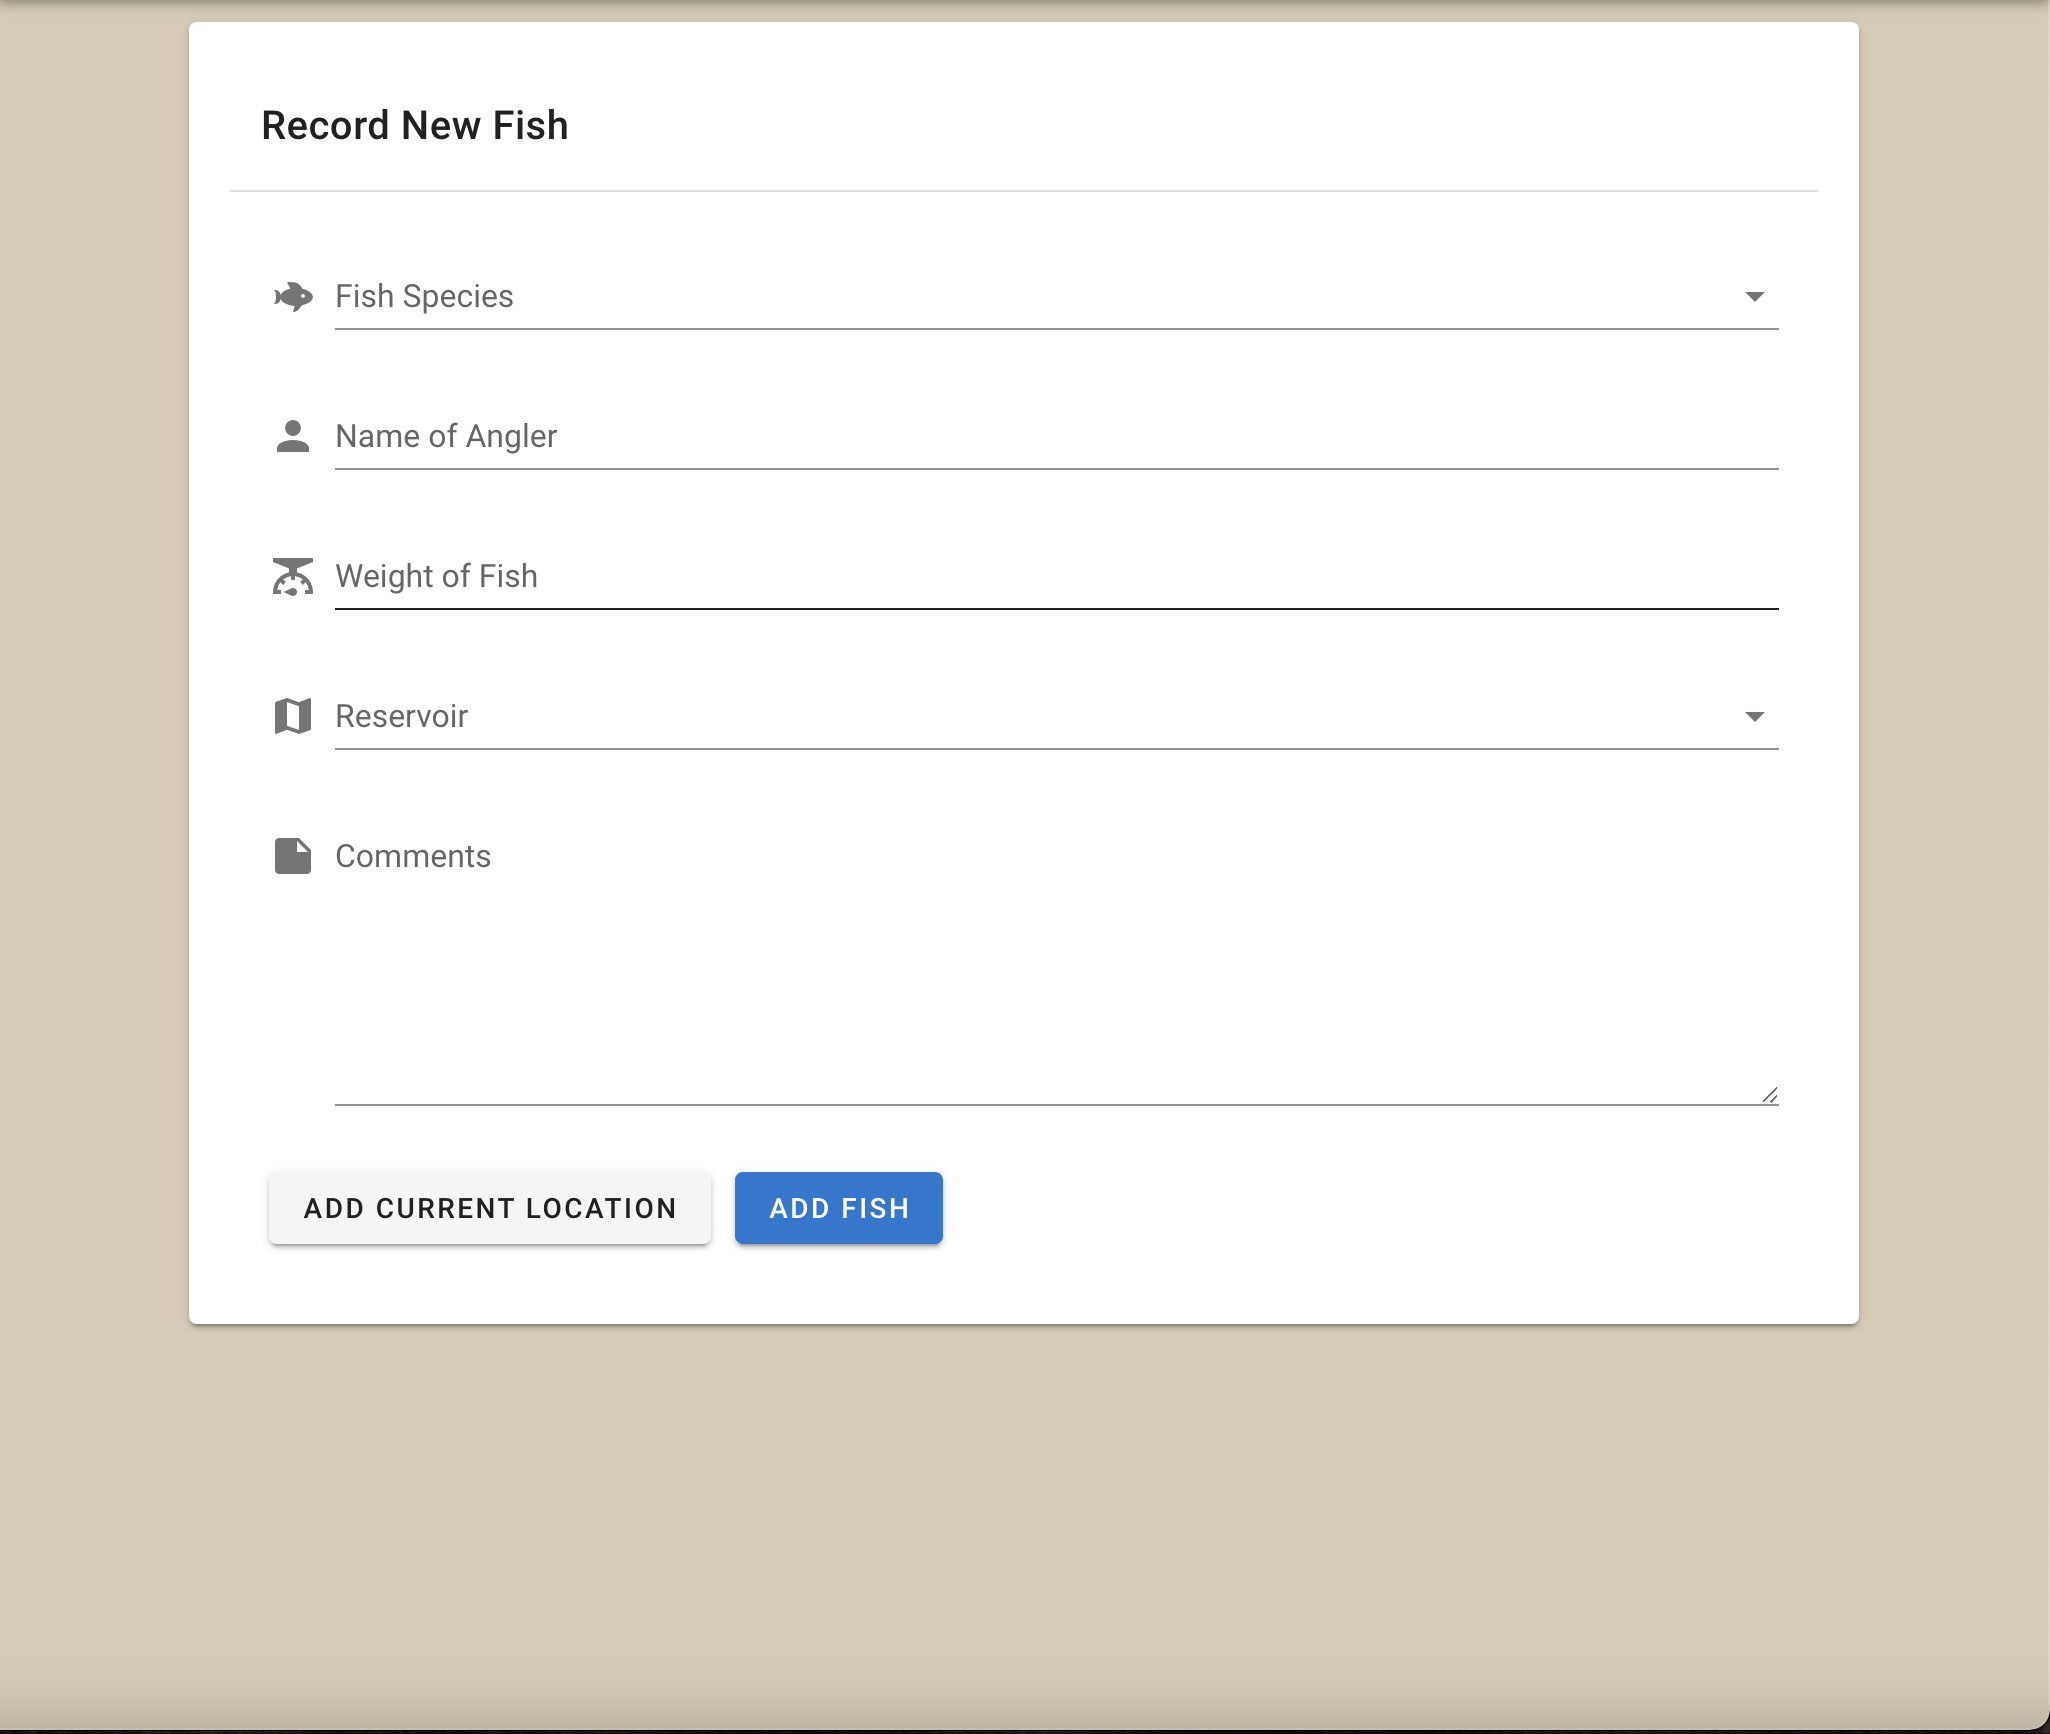 Record New Fish
Fish Species
Name of Angler
Weight of Fish
Reservoir
Comments
ADD CURRENT LOCATION
ADD FISH